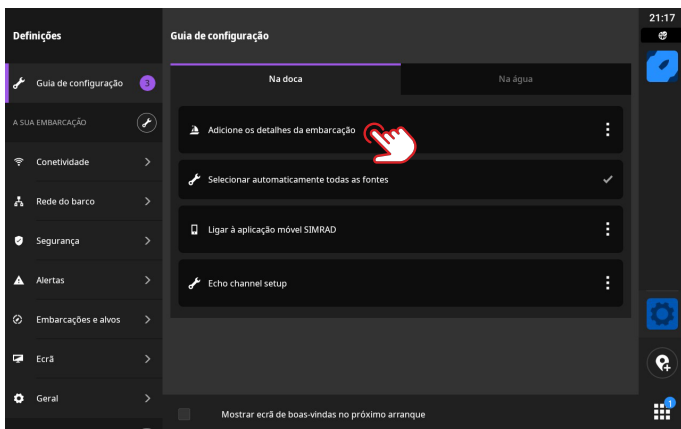 21:17
Definições
Guia de configuração
Guia de configuração 3
A SUA EMBARCAÇÃO
Conetividade
Rede do barco
Segurança
Alertas
Embarcações e alvos
Ecrã
Geral
Na doca
Na água
Adicione os detalhes da embarcação
Selecionar automaticamente todas as fontes
Ligar à aplicação móvel SIMRAD
Echo channel setup
Mostrar ecrã de boas-vindas no próximo arranque
1